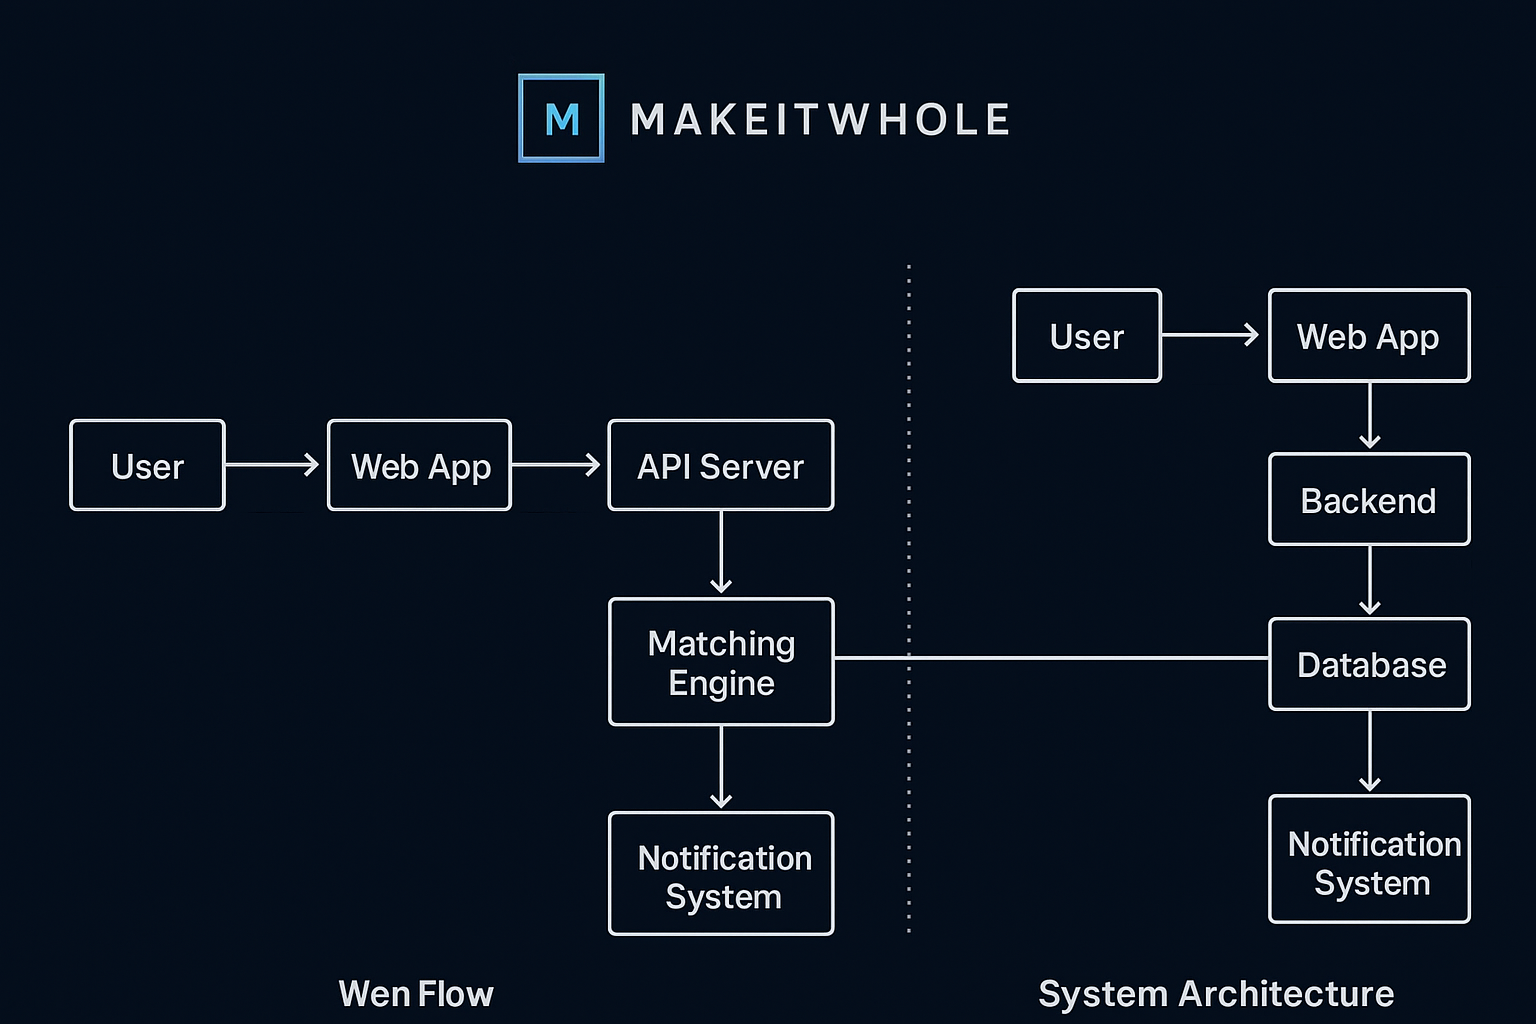 M
MAKEITWHOLE
User
Web App
API Server
Matching
Engine
Notification
System
Wen Flow
User
Web App
Backend
Database
Notification
System
System Architecture